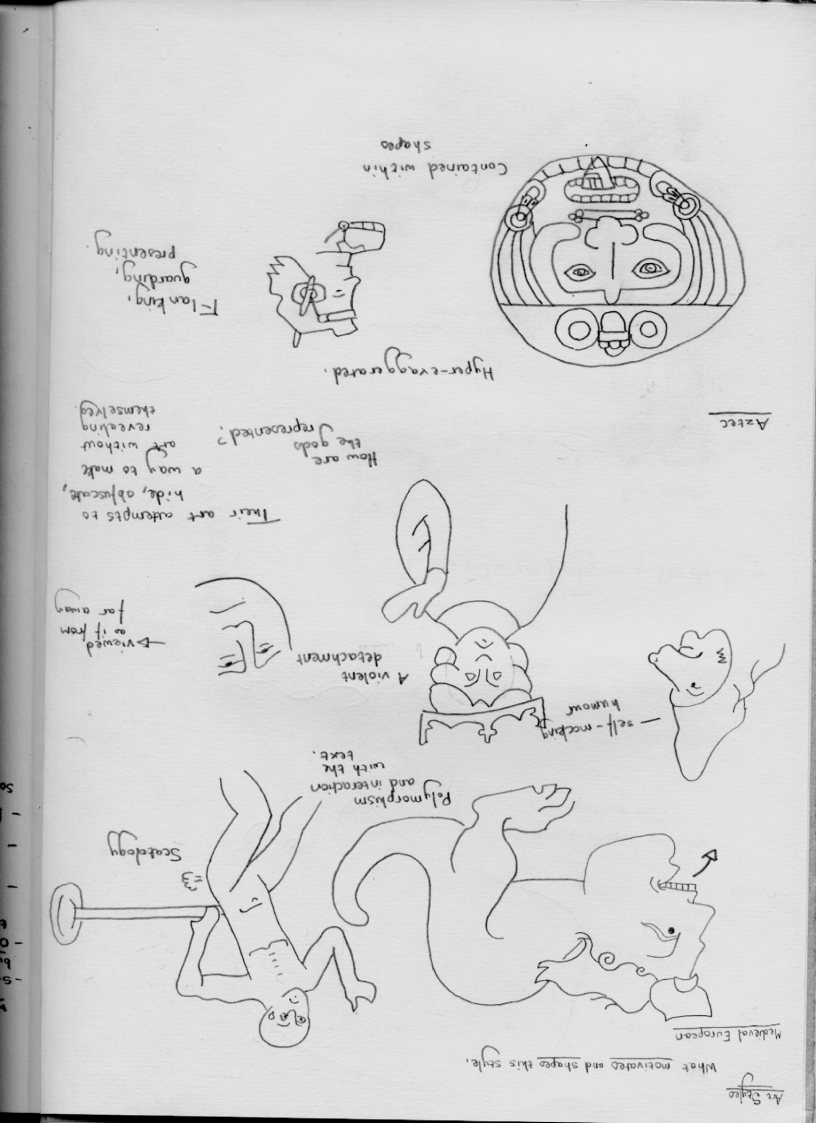 Art Styles
What motivates and shapes this style.
Medieval European
Scatology
Polymorphism
and interaction
with the
text.
— self-mocking
humour
A violent
detachment
viewed
as if from
far away
Their art attempts to
hide, obfuscate,
a way to make
art without
revealing
themselves.
How are
the gods
represented?
Aztec
Hyper-exaggerated.
Flanking,
guarding,
presenting.
Contained within
shapes